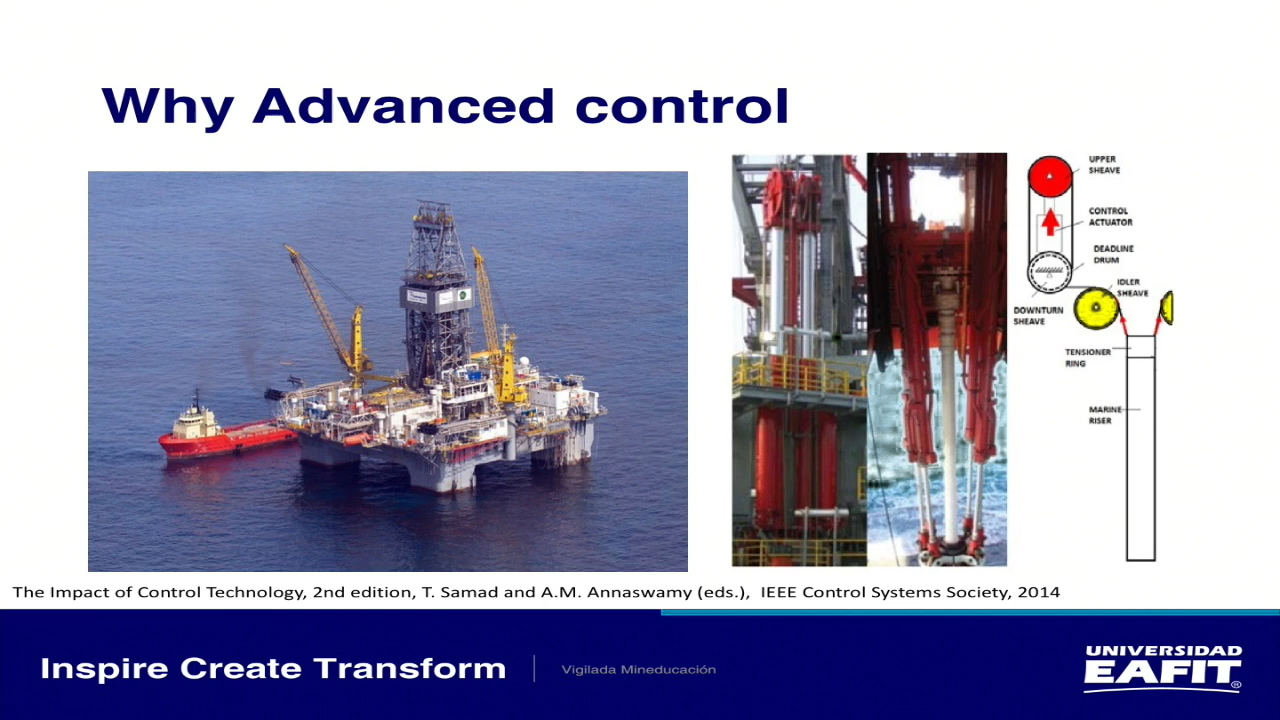 Why Advanced control
UPPER
SHEAVE
CONTROL
ACTUATOR
DEADLINE
DRUM
IDLER
SHEAVE
DOWNTURN
SHEAVE
TENSIONER
RING
MARINE
RISER
The Impact of Control Technology, 2nd edition, T. Samad and A.M. Annaswamy (eds.),  IEEE Control Systems Society, 2014
Inspire Create Transform
Vigilada Mineducación
UNIVERSIDAD
EAFIT®